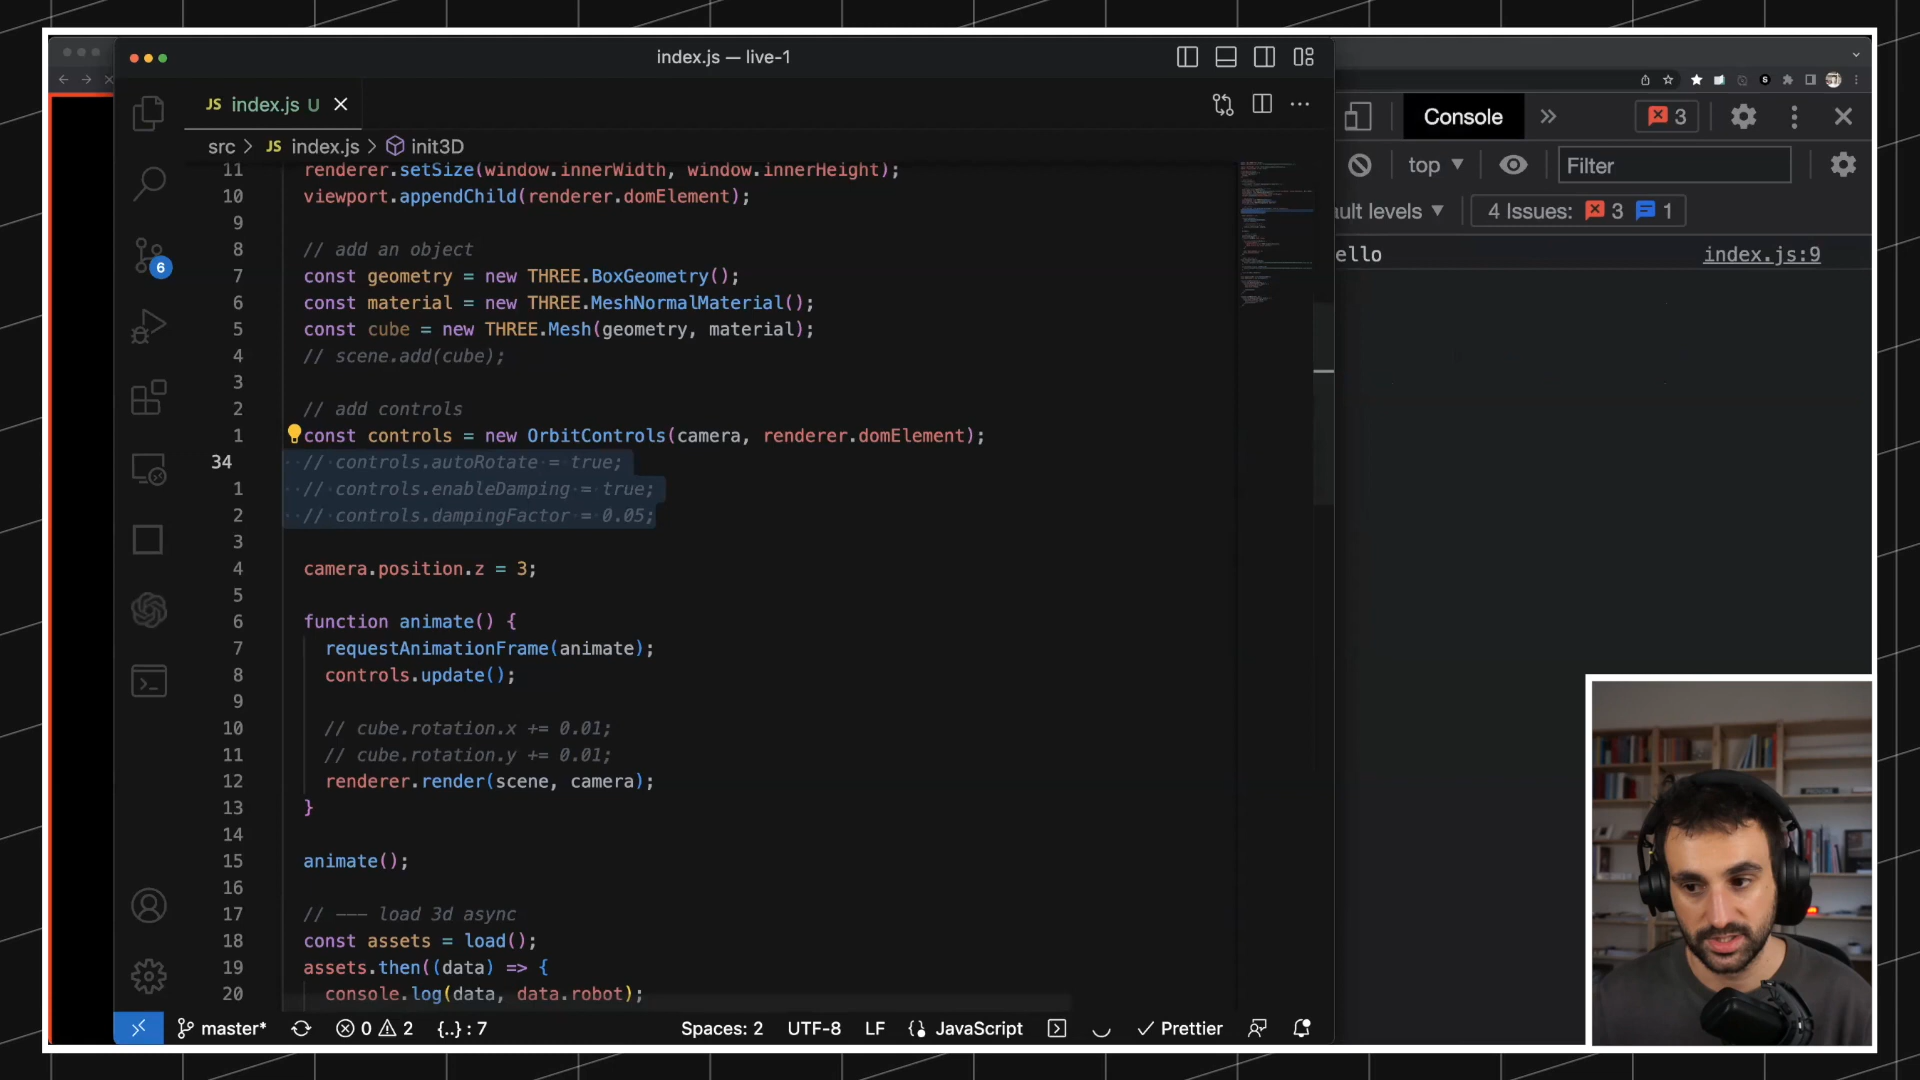 index.js — live-1
JS index.js U
src > JS index.js > init3D
11 renderer.setSize(window.innerWidth, window.innerHeight);
10 viewport.appendChild(renderer.domElement);
9
8 // add an object
7 const geometry = new THREE.BoxGeometry();
6 const material = new THREE.MeshNormalMaterial();
5 const cube = new THREE.Mesh(geometry, material);
4 // scene.add(cube);
3
2 // add controls
1 const controls = new OrbitControls(camera, renderer.domElement);
34 // controls.autoRotate = true;
1 // controls.enableDamping = true;
2 // controls.dampingFactor = 0.05;
3
4 camera.position.z = 3;
5
6 function animate() {
7 requestAnimationFrame(animate);
8 controls.update();
9
10 // cube.rotation.x += 0.01;
11 // cube.rotation.y += 0.01;
12 renderer.render(scene, camera);
13 }
14
15 animate();
16
17 // --- load 3d async
18 const assets = load();
19 assets.then((data) => {
20 console.log(data, data.robot);
6
master* 0 2 {..} : 7 Spaces: 2 UTF-8 LF JavaScript Prettier
Console 3
top Filter
ult levels 4 Issues: 3 1
ello index.js:9